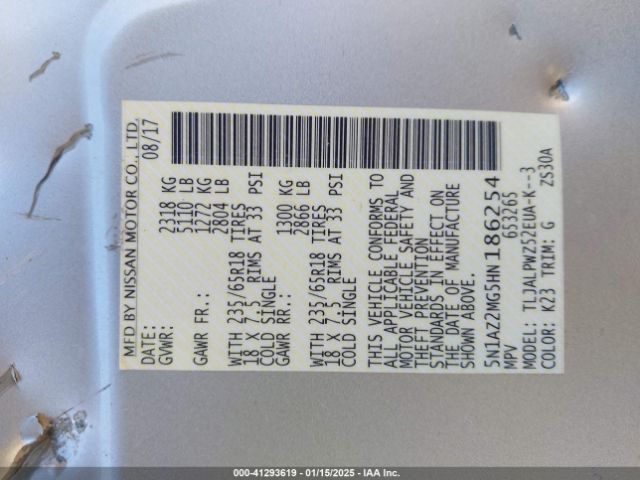 MFD BY NISSAN MOTOR CO., LTD.
DATE: 08/17
GVWR: 2318 KG
5110 LB
GAWR FR.: 1272 KG
2804 LB
WITH 235/65R18 TIRES
18 X 7.5 RIMS AT 33 PSI
COLD SINGLE
GAWR RR.: 1300 KG
2866 LB
WITH 235/65R18 TIRES
18 X 7.5 RIMS AT 33 PSI
COLD SINGLE
THIS VEHICLE CONFORMS TO
ALL APPLICABLE FEDERAL
MOTOR VEHICLE SAFETY AND
THEFT PREVENTION
STANDARDS IN EFFECT ON
THE DATE OF MANUFACTURE
SHOWN ABOVE.
5N1AZ2MG5HN186254
MPV 653265
MODEL: TLJALPWZ52EUA-K--3
COLOR: K23 TRIM: G ZS30A
000-41293619 - 01/15/2025 - IAA Inc.